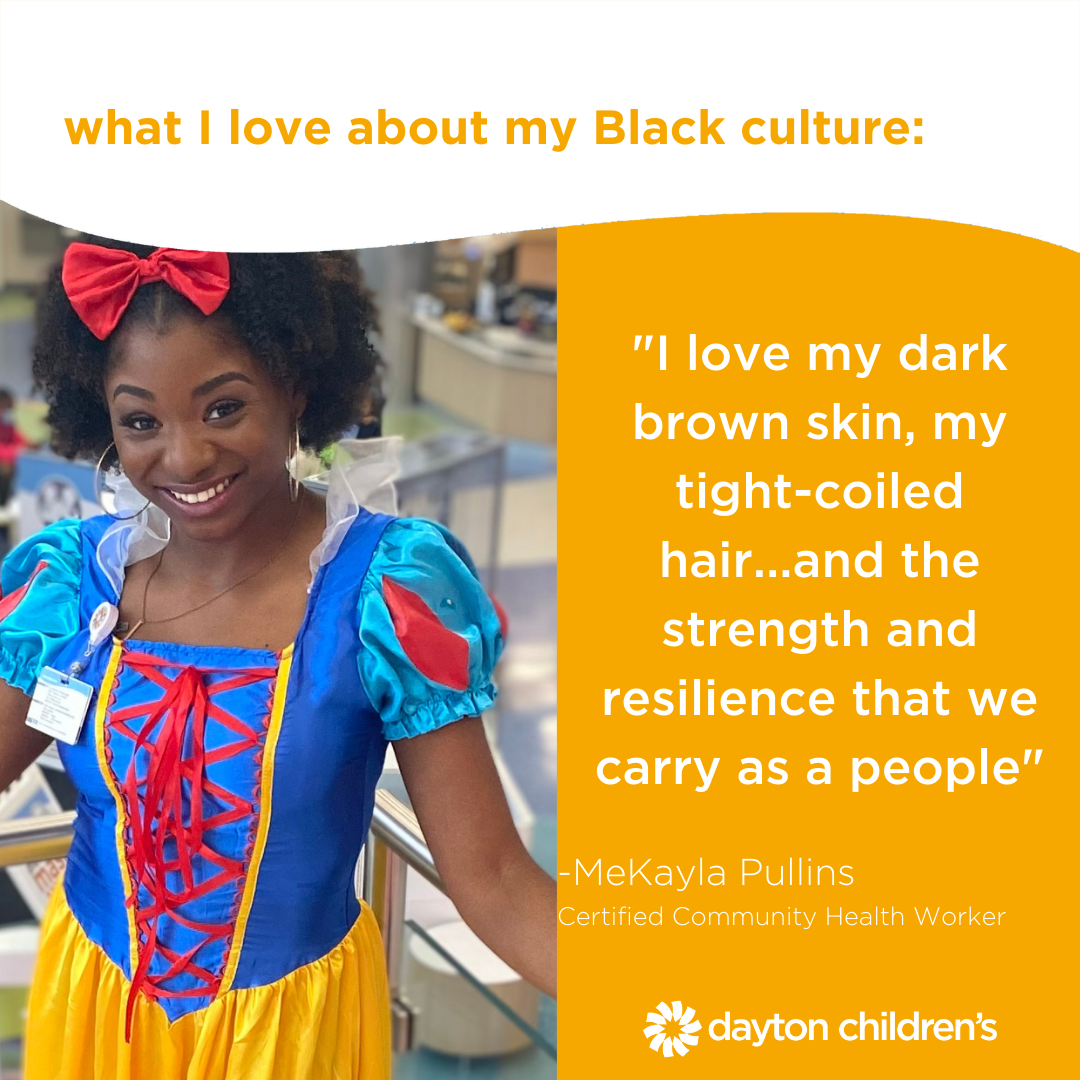 what I love about my Black culture:
"I love my dark
brown skin, my
tight-coiled
hair...and the
strength and
resilience that we
carry as a people"
-MeKayla Pullins
Certified Community Health Worker
dayton children's